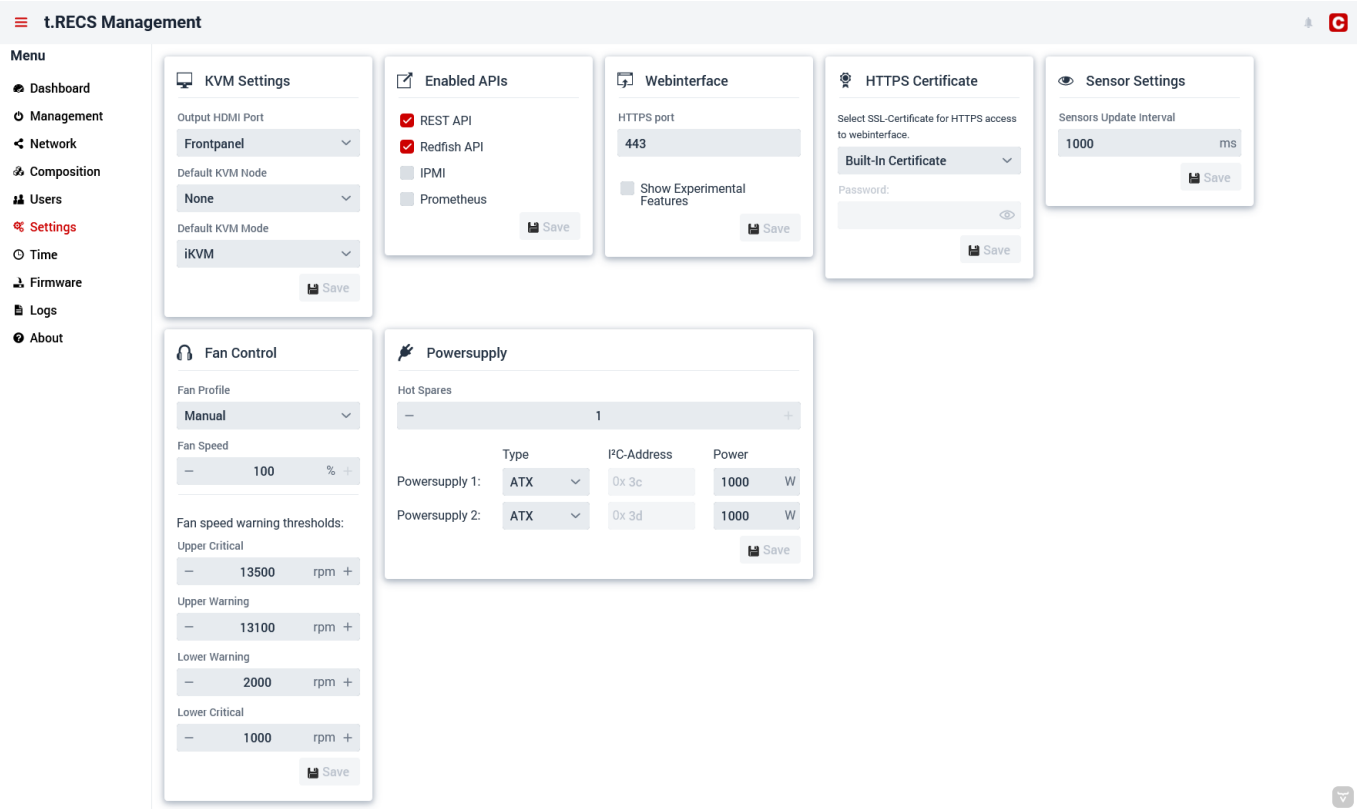 t.RECS Management
C
Menu
Dashboard
Management
Network
Composition
Users
Settings
Time
Firmware
Logs
About
KVM Settings
Output HDMI Port
Frontpanel
Default KVM Node
None
Default KVM Mode
iKVM
Save
Enabled APIs
REST API
Redfish API
IPMI
Prometheus
Save
Webinterface
HTTPS port
443
Show Experimental
Features
Save
HTTPS Certificate
Select SSL-Certificate for HTTPS access
to webinterface.
Built-In Certificate
Password:
Save
Sensor Settings
Sensors Update Interval
1000 ms
Save
Fan Control
Fan Profile
Manual
Fan Speed
− 100 % +
Fan speed warning thresholds:
Upper Critical
− 13500 rpm +
Upper Warning
− 13100 rpm +
Lower Warning
− 2000 rpm +
Lower Critical
− 1000 rpm +
Save
Powersupply
Hot Spares
− 1 +
Type I²C-Address Power
Powersupply 1: ATX 0x 3c 1000 W
Powersupply 2: ATX 0x 3d 1000 W
Save